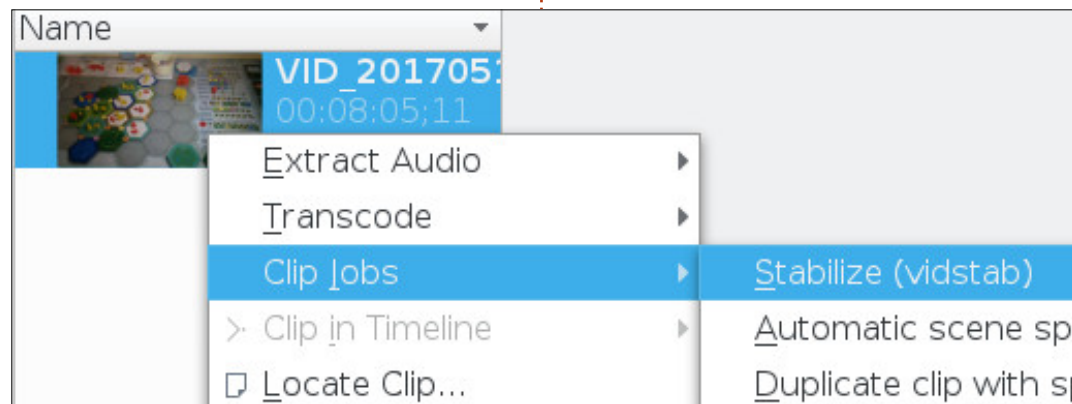 Name
VID_201705
00:08:05;11
Extract Audio
Transcode
Clip Jobs
Stabilize (vidstab)
Clip in Timeline
Automatic scene sp
Locate Clip...
Duplicate clip with sp